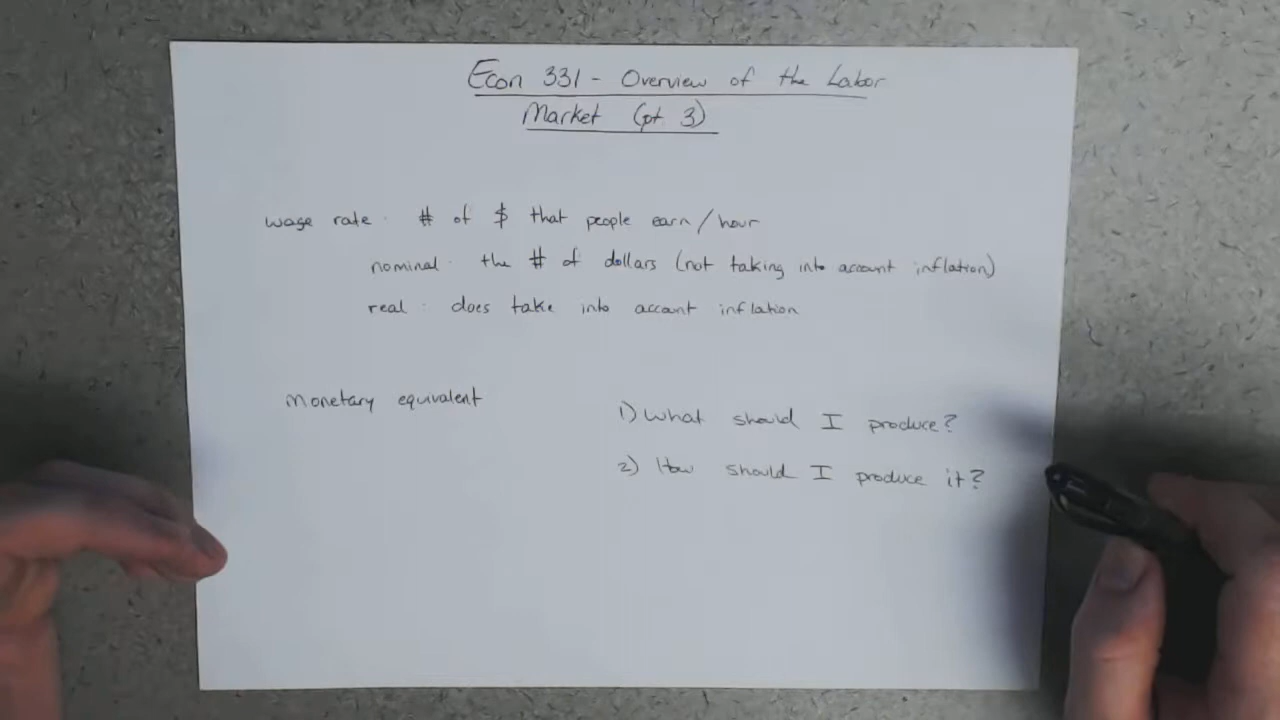 Econ 331 - Overview of the Labor
Market (pt 3)
wage rate: # of $ that people earn/hour
nominal: the # of dollars (not taking into account inflation)
real: does take into account inflation
Monetary equivalent
1) What should I produce?
2) How should I produce it?